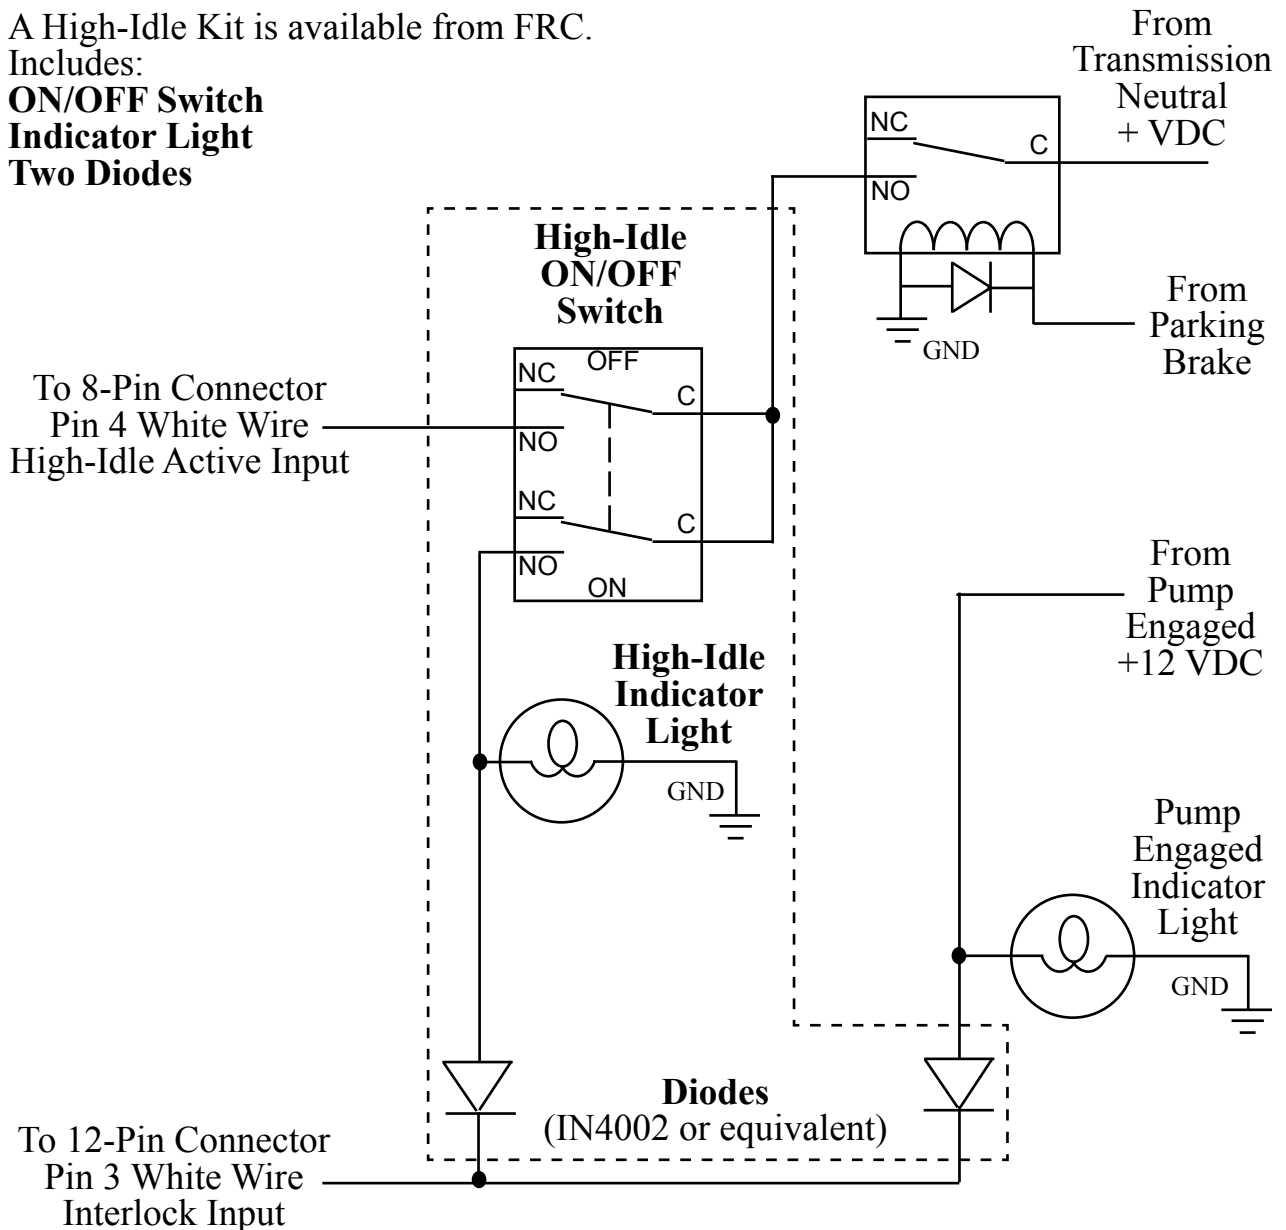 A High-Idle Kit is available from FRC.
Includes:
ON/OFF Switch
Indicator Light
Two Diodes
From
Transmission
Neutral
+ VDC
NC
C
NO
GND
From
Parking
Brake
High-Idle
ON/OFF
Switch
OFF
NC
C
NO
NC
C
NO
ON
To 8-Pin Connector
Pin 4 White Wire
High-Idle Active Input
From
Pump
Engaged
+12 VDC
High-Idle
Indicator
Light
GND
Pump
Engaged
Indicator
Light
GND
Diodes
(IN4002 or equivalent)
To 12-Pin Connector
Pin 3 White Wire
Interlock Input